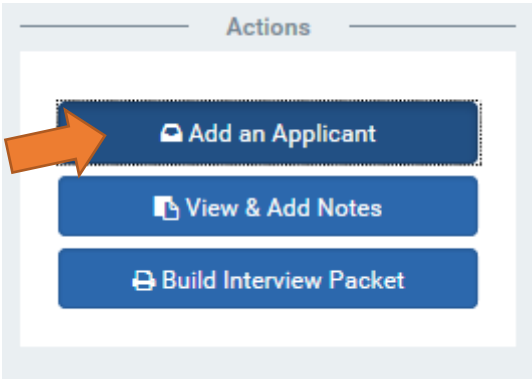 Actions
Add an Applicant
View & Add Notes
Build Interview Packet